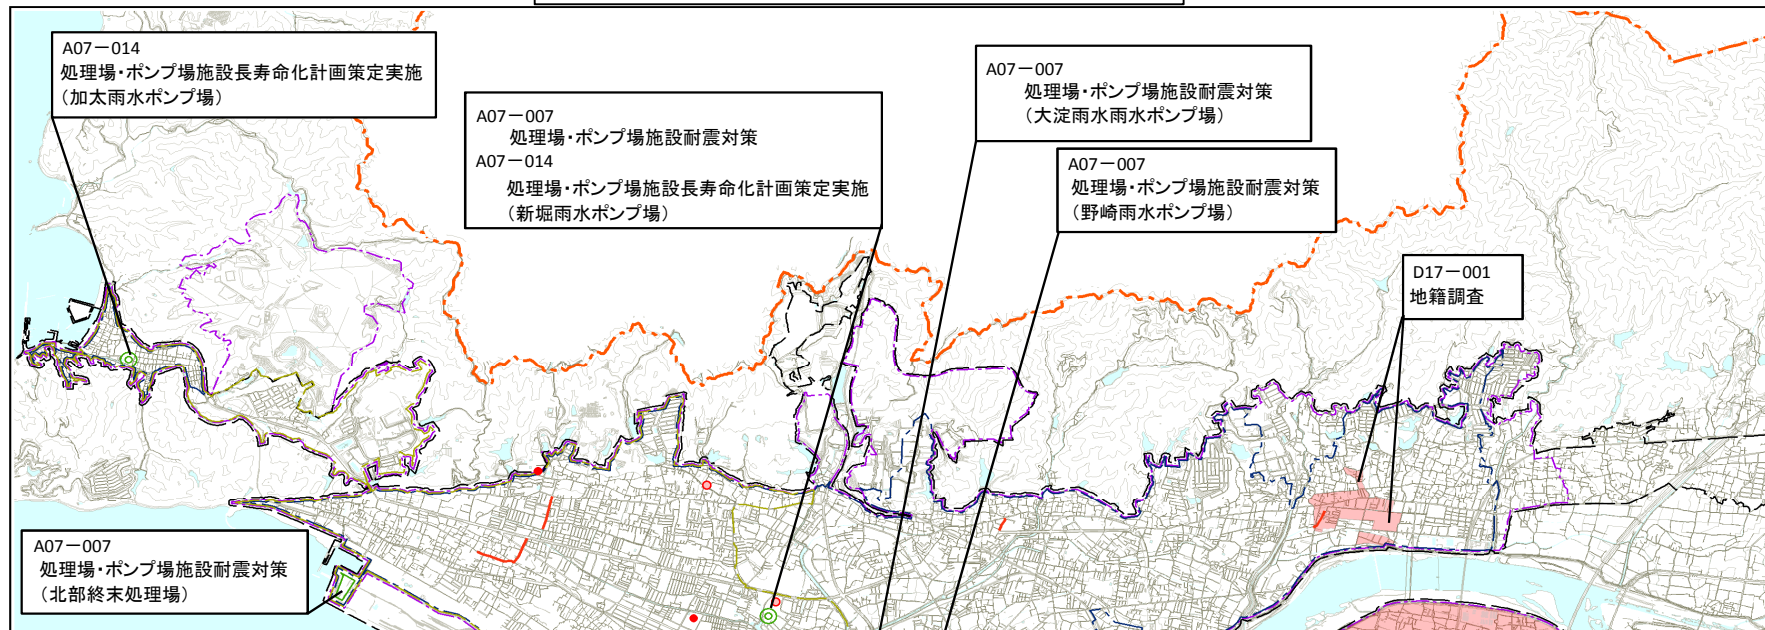 A07－014
処理場・ポンプ場施設長寿命化計画策定実施
（加太雨水ポンプ場）
A07－007
処理場・ポンプ場施設耐震対策
A07－014
処理場・ポンプ場施設長寿命化計画策定実施
（新堀雨水ポンプ場）
A07－007
処理場・ポンプ場施設耐震対策
（大淀雨水雨水ポンプ場）
A07－007
処理場・ポンプ場施設耐震対策
（野崎雨水ポンプ場）
D17－001
地籍調査
A07－007
処理場・ポンプ場施設耐震対策
（北部終末処理場）